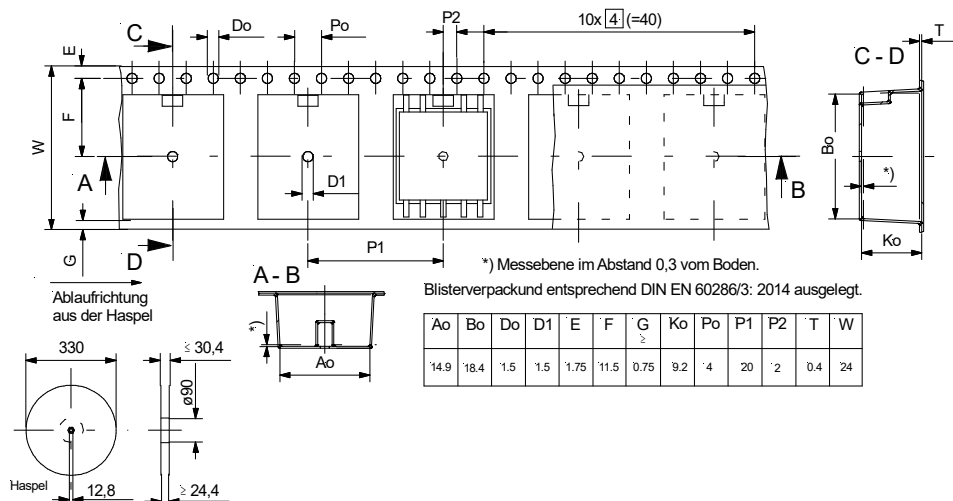 Do
Po
P2
10x 4 (=40)
T
C
E
C - D
F
W
A
D1
B
Bo
*)
Ko
P1
G
D
A - B
*) Messebene im Abstand 0,3 vom Boden.
Blisterverpackund entsprechend DIN EN 60286/3: 2014 ausgelegt.
Ablaufrichtung
aus der Haspel
*)
Ao
Ao Bo Do D1 E F G ≥ Ko Po P1 P2 T W
14.9 18.4 1.5 1.5 1.75 11.5 0.75 9.2 4 20 2 0.4 24
330
≤ 30,4
ø90
Haspel
12,8
≥ 24,4